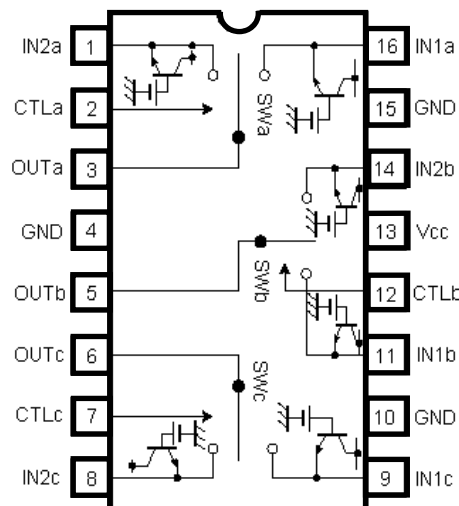 IN2a 1 16 IN1a
CTLa 2 SWa 15 GND
OUTa 3 14 IN2b
GND 4 13 Vcc
OUTb 5 SWb 12 CTLb
OUTc 6 11 IN1b
CTLc 7 SWc 10 GND
IN2c 8 9 IN1c